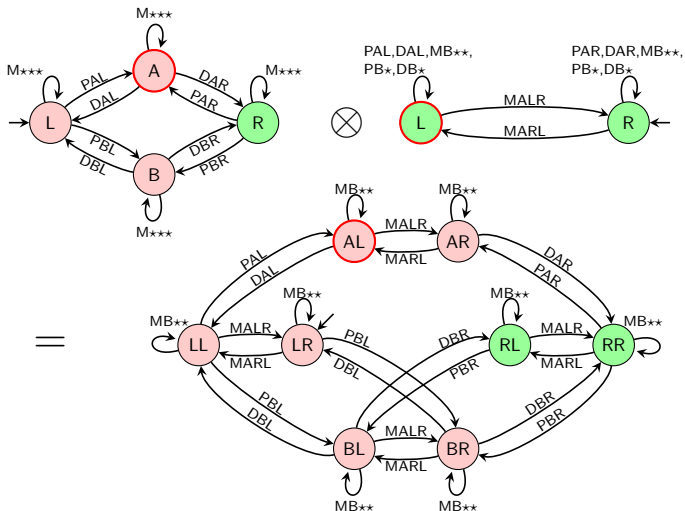 M⋆⋆⋆
PAL,DAL,MB⋆⋆,
PB⋆,DB⋆
PAR,DAR,MB⋆⋆,
PB⋆,DB⋆
M⋆⋆⋆
PAL
A
DAR
M⋆⋆⋆
DAL
PAR
MALR
L
R
⊗
L
R
PBL
DBR
MARL
DBL
B
PBR
M⋆⋆⋆
MB⋆⋆
MB⋆⋆
AL
MALR
AR
MARL
PAL
DAL
DAR
PAR
MB⋆⋆
MB⋆⋆
MB⋆⋆
MB⋆⋆
=
LL
MALR
LR
PBL
DBR
RL
MALR
RR
MARL
DBL
PBR
MARL
PBL
DBL
DBR
PBR
BL
MALR
BR
MARL
MB⋆⋆
MB⋆⋆